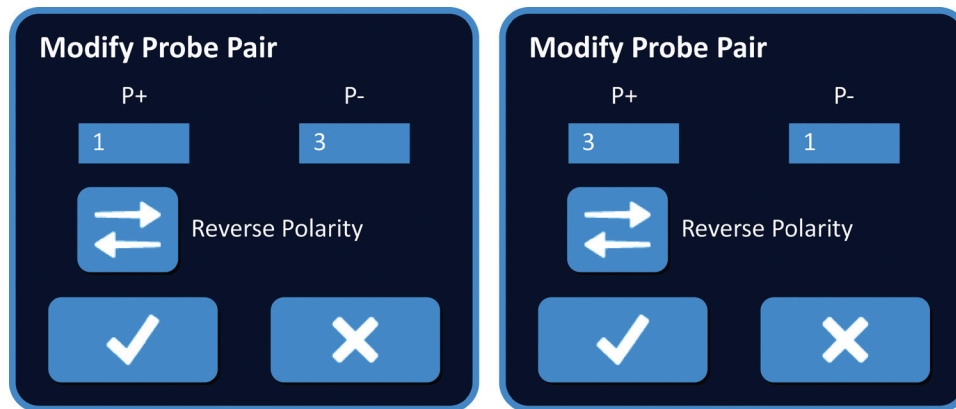 Modify Probe Pair
P+ P-
1 3
Reverse Polarity
Modify Probe Pair
P+ P-
3 1
Reverse Polarity